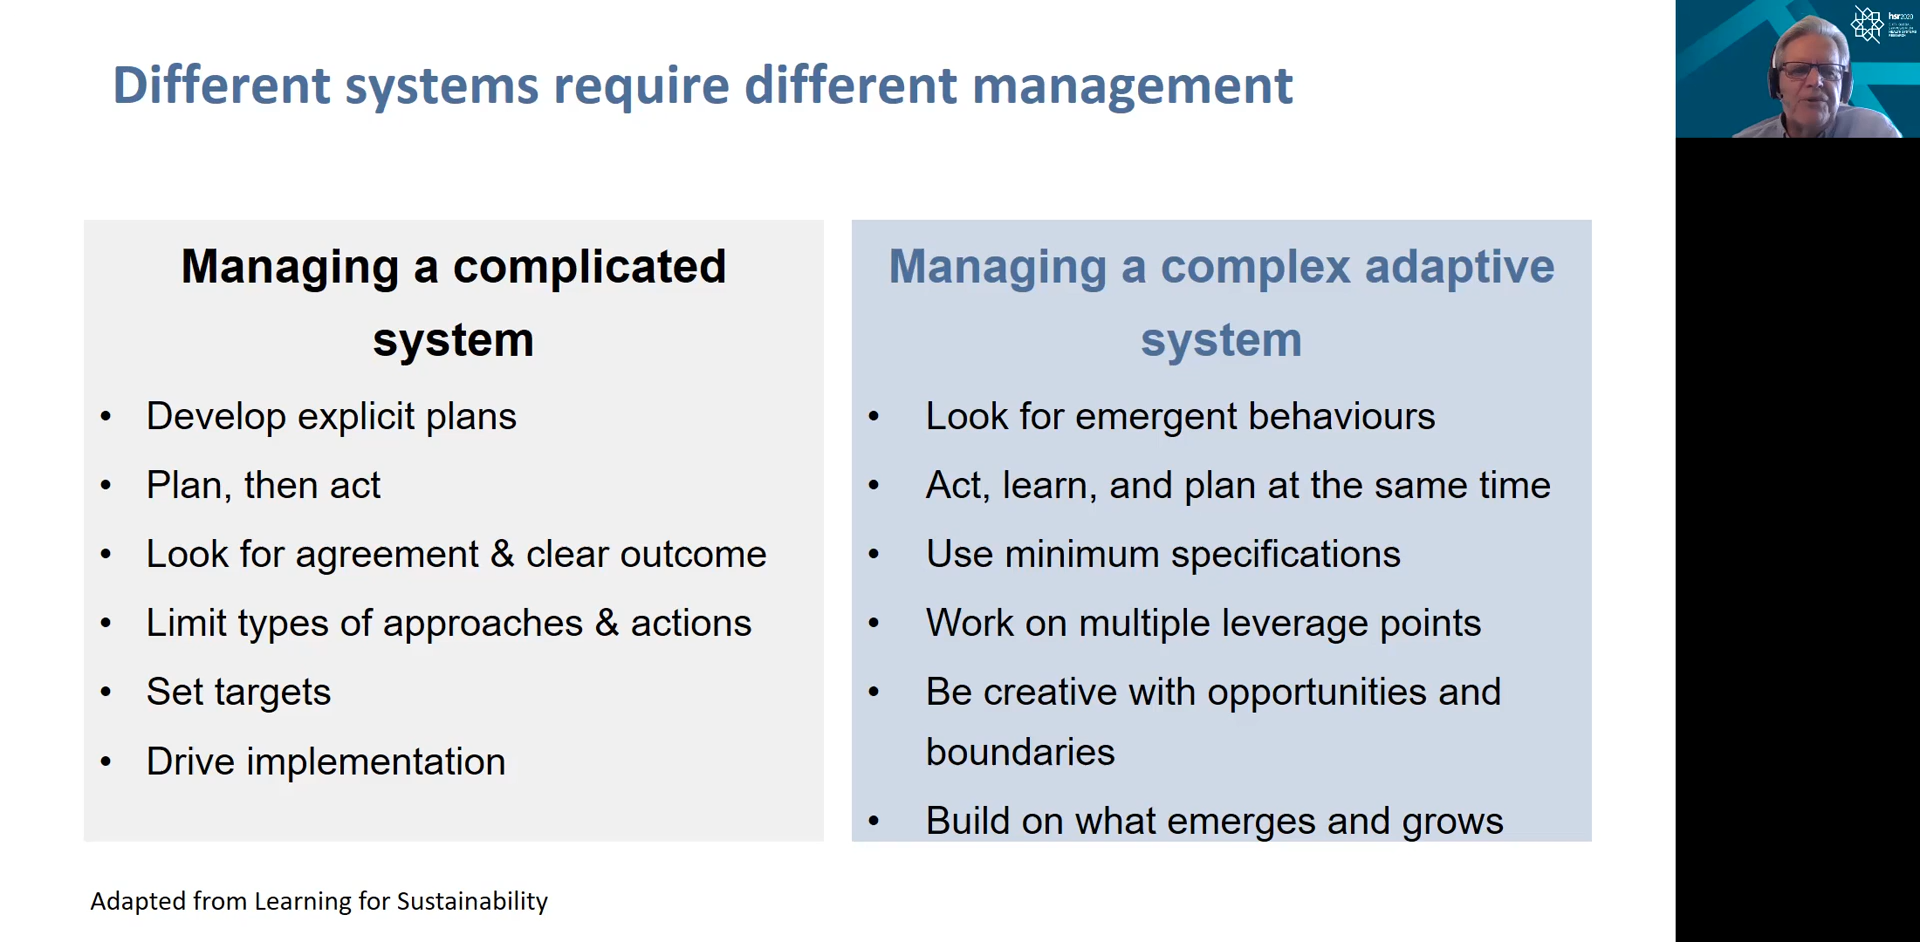 Different systems require different management
Managing a complicated
system
• Develop explicit plans
• Plan, then act
• Look for agreement & clear outcome
• Limit types of approaches & actions
• Set targets
• Drive implementation
Managing a complex adaptive
system
• Look for emergent behaviours
• Act, learn, and plan at the same time
• Use minimum specifications
• Work on multiple leverage points
• Be creative with opportunities and
boundaries
• Build on what emerges and grows
Adapted from Learning for Sustainability
hsr2020